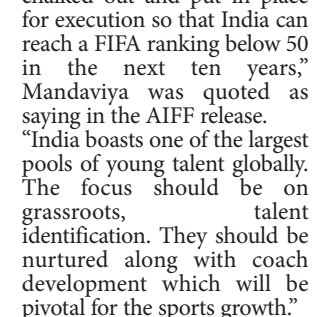 chalked out and put in place
for execution so that India can
reach a FIFA ranking below 50
in the next ten years,”
Mandaviya was quoted as
saying in the AIFF release.
“India boasts one of the largest
pools of young talent globally.
The focus should be on
grassroots, talent
identification. They should be
nurtured along with coach
development which will be
pivotal for the sports growth.”